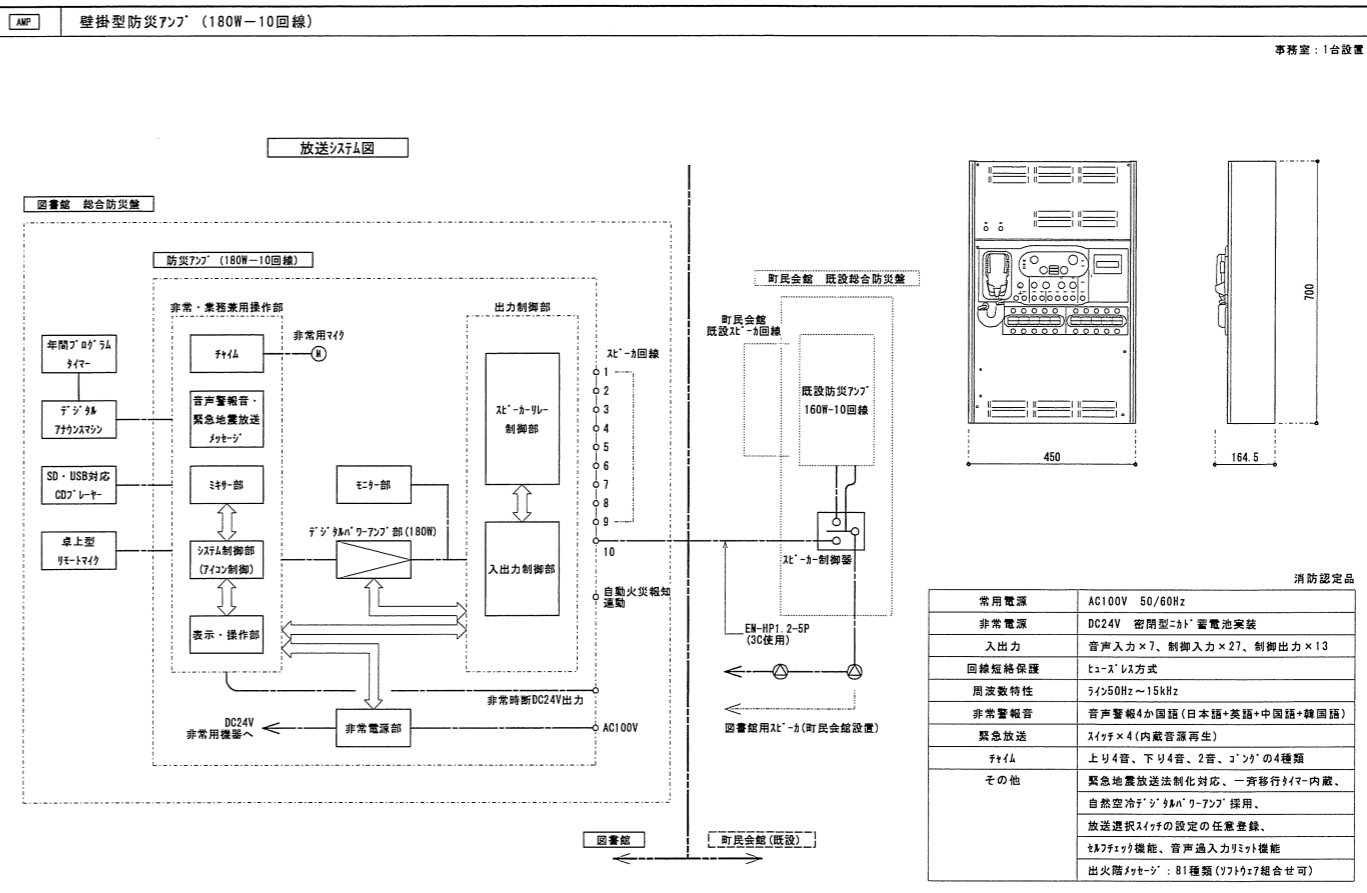 AMP 壁掛型防災ｱﾝﾌﾟ (180W－10回線)
事務室：1台設置
放送ｼｽﾃﾑ図
図書館 総合防災盤
防災ｱﾝﾌﾟ (180W－10回線)
非常・業務兼用操作部
出力制御部
年間ﾌﾟﾛｸﾞﾗﾑ
ﾀｲﾏｰ
ﾃﾞｼﾞﾀﾙ
ｱﾅｳﾝｽﾏｼﾝ
SD・USB対応
CDﾌﾟﾚｰﾔｰ
卓上型
ﾘﾓｰﾄﾏｲｸ
ﾁｬｲﾑ
非常用ﾏｲｸ
M
音声警報音・
緊急地震放送
ﾒｯｾｰｼﾞ
ﾐｷｻｰ部
ｼｽﾃﾑ制御部
(ｱｲｺﾝ制御)
表示・操作部
ﾓﾆﾀｰ部
ﾃﾞｼﾞﾀﾙﾊﾟﾜｰｱﾝﾌﾟ部(180W)
ｽﾋﾟｰｶｰﾘﾚｰ
制御部
入出力制御部
ｽﾋﾟｰｶ回線
1
2
3
4
5
6
7
8
9
10
自動火災報知
連動
非常時断DC24V出力
DC24V
非常用機器へ
非常電源部
AC100V
町民会館 既設総合防災盤
町民会館
既設ｽﾋﾟｰｶ回線
既設防災ｱﾝﾌﾟ
160W-10回線
ｽﾋﾟｰｶｰ制御器
EM-HP1.2-5P
(3C使用)
図書館用ｽﾋﾟｰｶ(町民会館設置)
図書館
町民会館(既設)
700
450
164.5
消防認定品
常用電源 AC100V 50/60Hz
非常電源 DC24V 密閉型ﾆｶﾄﾞ蓄電池実装
入出力 音声入力×7、制御入力×27、制御出力×13
回線短絡保護 ﾋｭｰｽﾞﾚｽ方式
周波数特性 ﾗｲﾝ50Hz～15kHz
非常警報音 音声警報4か国語(日本語+英語+中国語+韓国語)
緊急放送 ｽｲｯﾁ×4(内蔵音源再生)
ﾁｬｲﾑ 上り4音、下り4音、2音、ｺﾞﾝｸﾞの4種類
その他 緊急地震放送法制化対応、一斉移行ﾀｲﾏｰ内蔵、
自然空冷ﾃﾞｼﾞﾀﾙﾊﾟﾜｰｱﾝﾌﾟ採用、
放送選択ｽｲｯﾁの設定の任意登録、
ｾﾙﾌﾁｪｯｸ機能、音声過入力ﾘﾐｯﾄ機能
出火階ﾒｯｾｰｼﾞ：81種類(ｿﾌﾄｳｪｱ組合せ可)